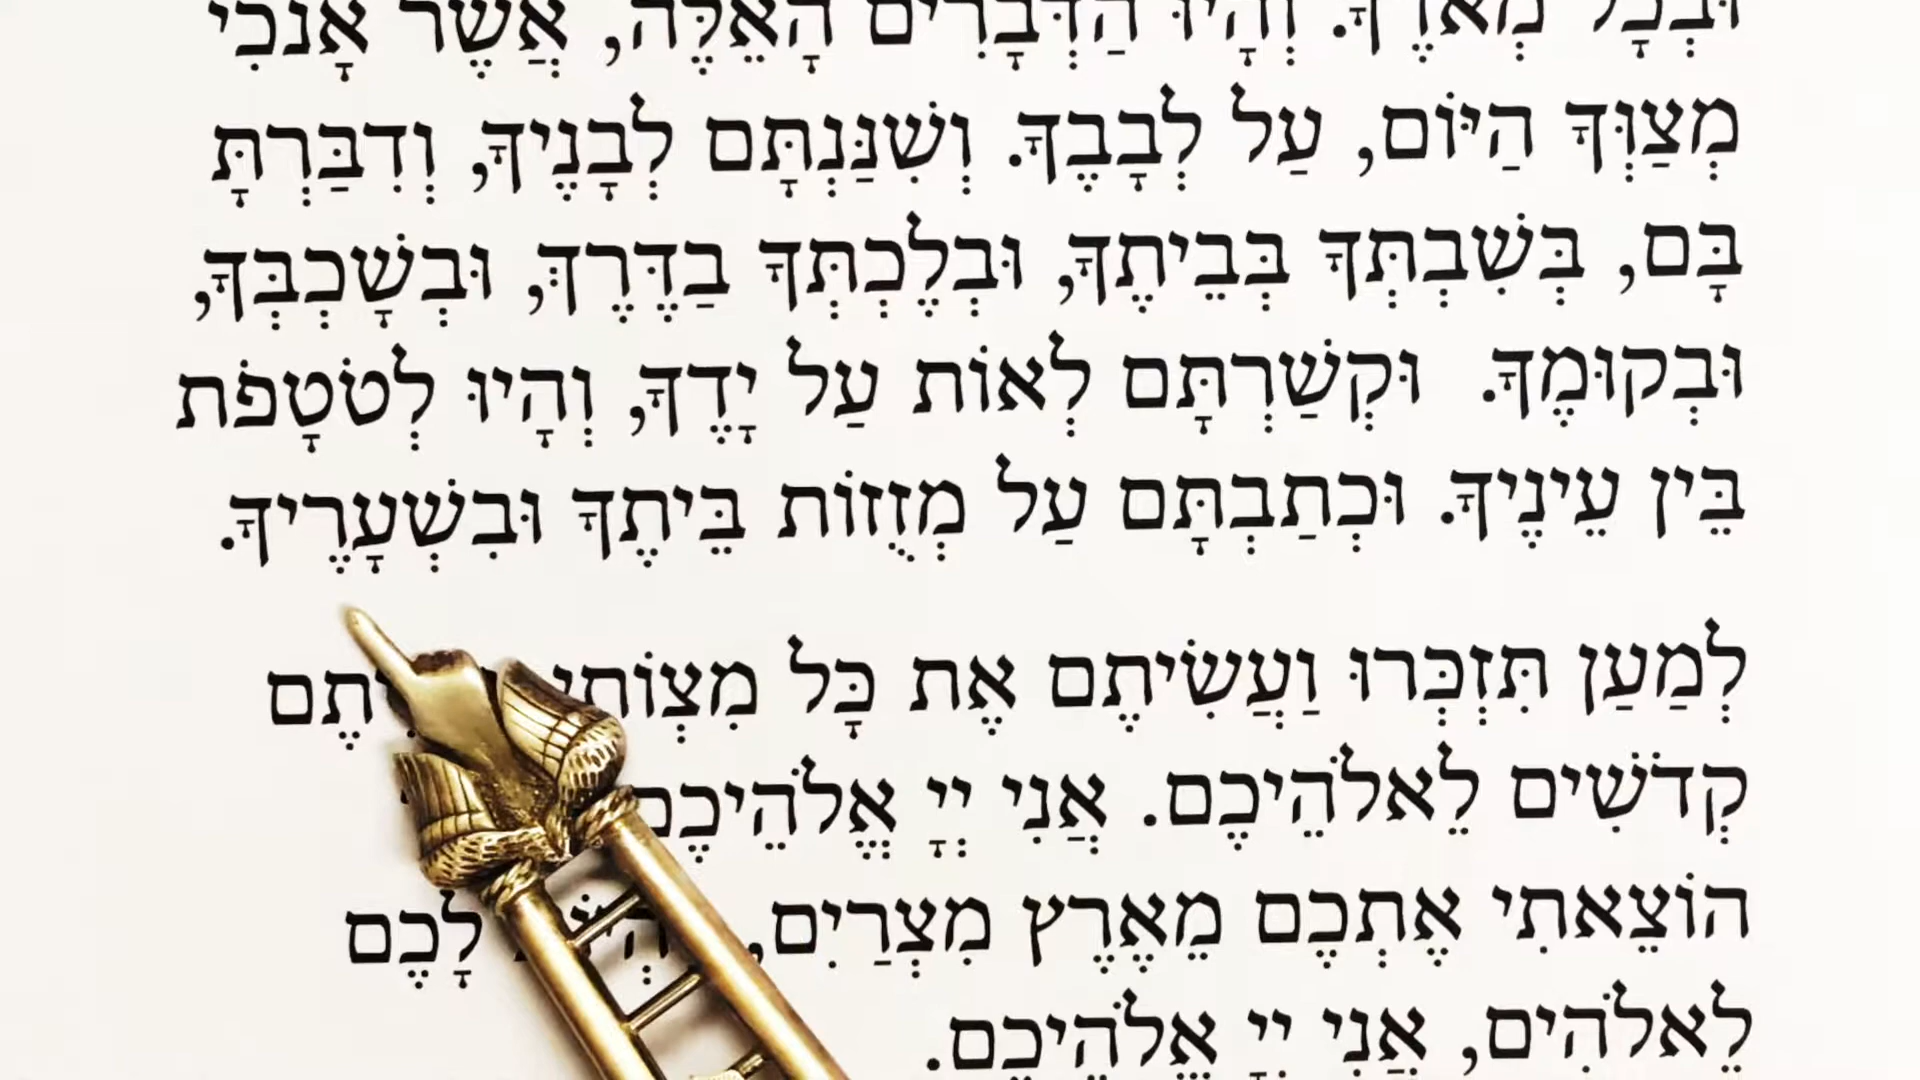 וּבְכָל מְאֹדֶךָ. וְהָיוּ הַדְּבָרִים הָאֵלֶּה, אֲשֶׁר אָנֹכִי
מְצַוְּךָ הַיּוֹם, עַל לְבָבֶךָ. וְשִׁנַּנְתָּם לְבָנֶיךָ, וְדִבַּרְתָּ
בָּם, בְּשִׁבְתְּךָ בְּבֵיתֶךָ, וּבְלֶכְתְּךָ בַדֶּרֶךְ, וּבְשָׁכְבְּךָ,
וּבְקוּמֶךָ. וּקְשַׁרְתָּם לְאוֹת עַל יָדֶךָ, וְהָיוּ לְטֹטָפֹת
בֵּין עֵינֶיךָ. וּכְתַבְתָּם עַל מְזֻזוֹת בֵּיתֶךָ וּבִשְׁעָרֶיךָ.
לְמַעַן תִּזְכְּרוּ וַעֲשִׂיתֶם אֶת כָּל מִצְוֹתי
קְדֹשִׁים לֵאלֹהֵיכֶם. אֲנִי יְיָ אֱלֹהֵיכֶם
הוֹצֵאתִי אֶתְכֶם מֵאֶרֶץ מִצְרַיִם, לָכֶם
לֵאלֹהִים, אֲנִי יְיָ אֱלֹהֵיכֶם.